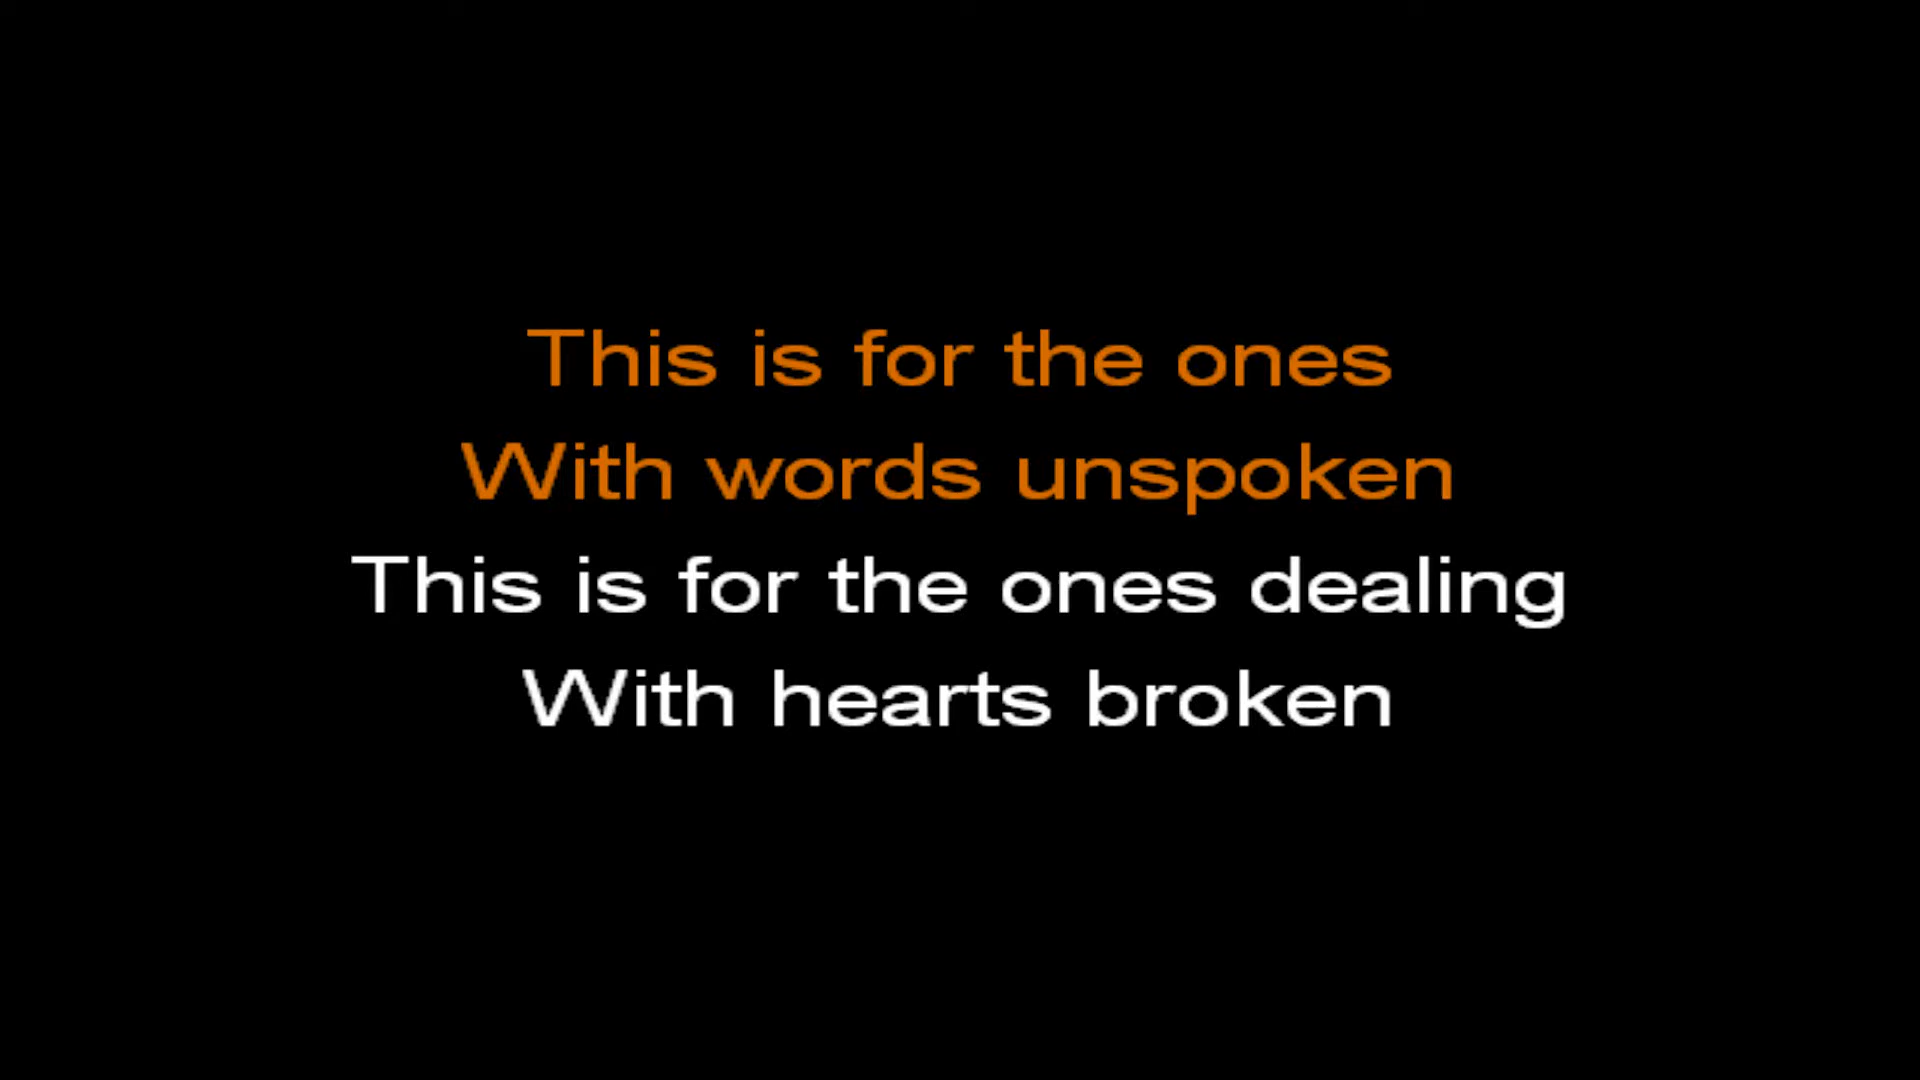 This is for the ones
With words unspoken
This is for the ones dealing
With hearts broken